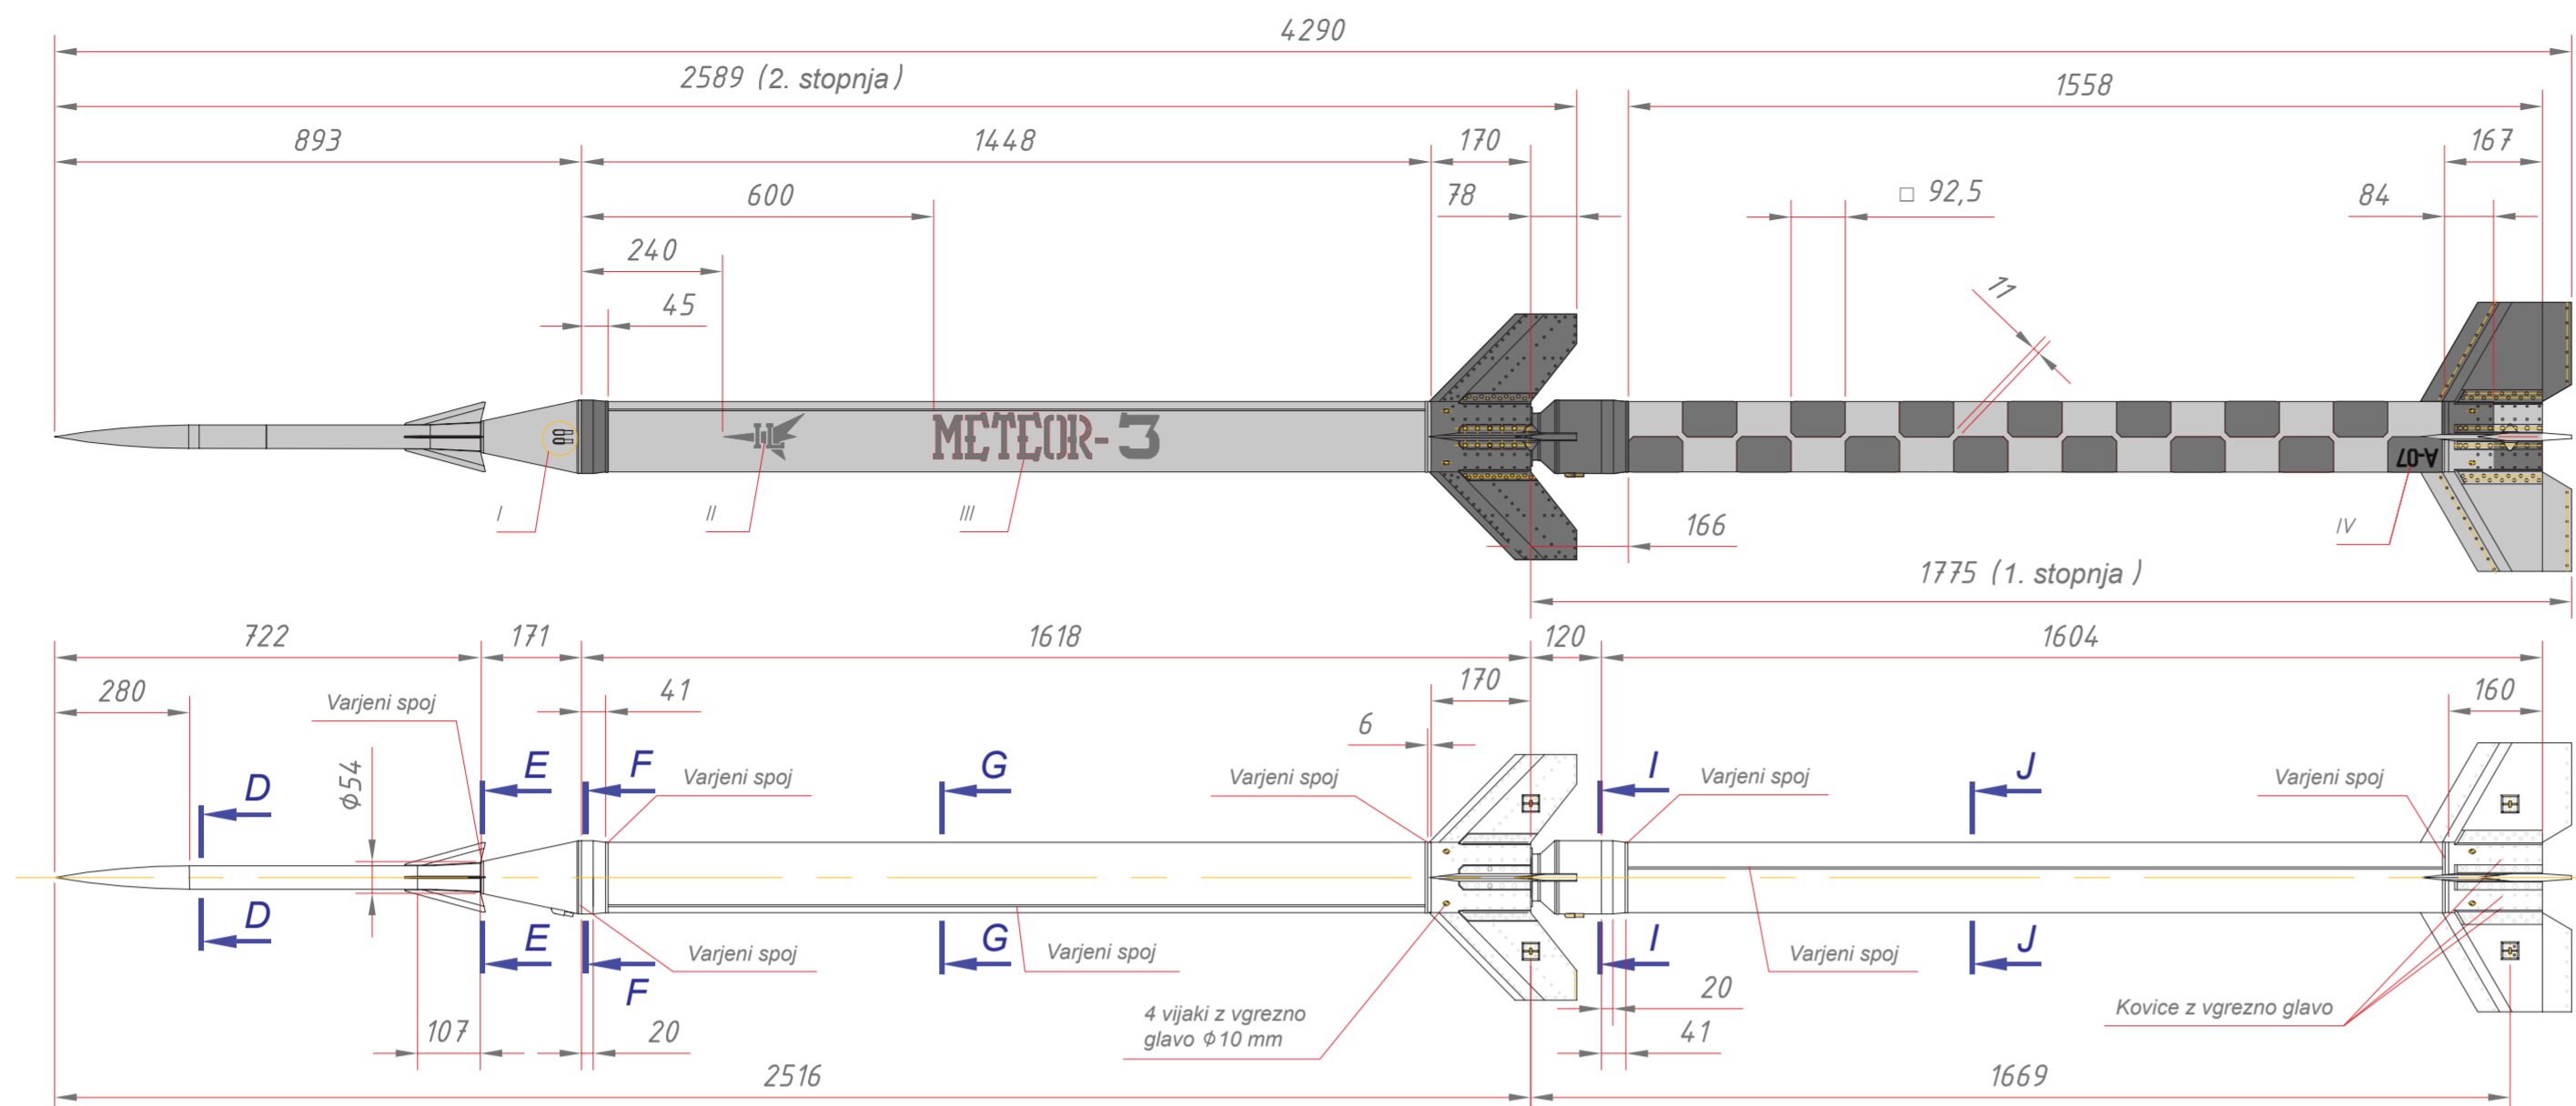 4290
2589 (2. stopnja)
1558
893
1448
170
167
600
78
□ 92,5
84
240
45
11
METEOR-3
A-07
I
II
III
166
IV
1775 (1. stopnja )
722
171
1618
120
1604
280
Varjeni spoj
41
170
160
6
D
E
F
G
I
J
ϕ54
Varjeni spoj
Varjeni spoj
Varjeni spoj
Varjeni spoj
D
E
F
G
I
J
Varjeni spoj
Varjeni spoj
Varjeni spoj
107
20
4 vijaki z vgrezno
glavo ϕ10 mm
20
41
Kovice z vgrezno glavo
2516
1669